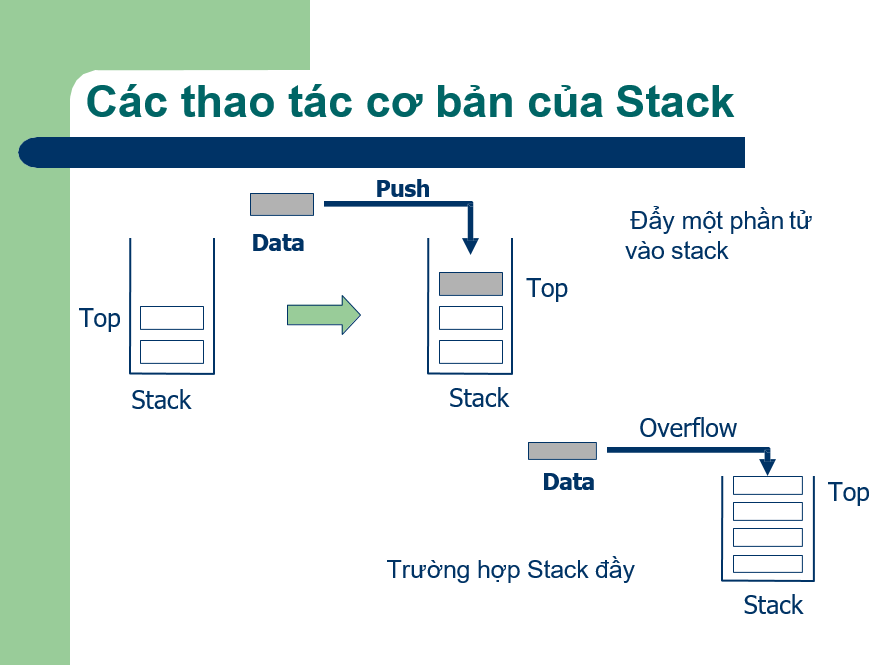 Các thao tác cơ bản của Stack
Push
Data
Đẩy một phần tử
vào stack
Top
Top
Stack
Stack
Overflow
Data
Top
Trường hợp Stack đầy
Stack